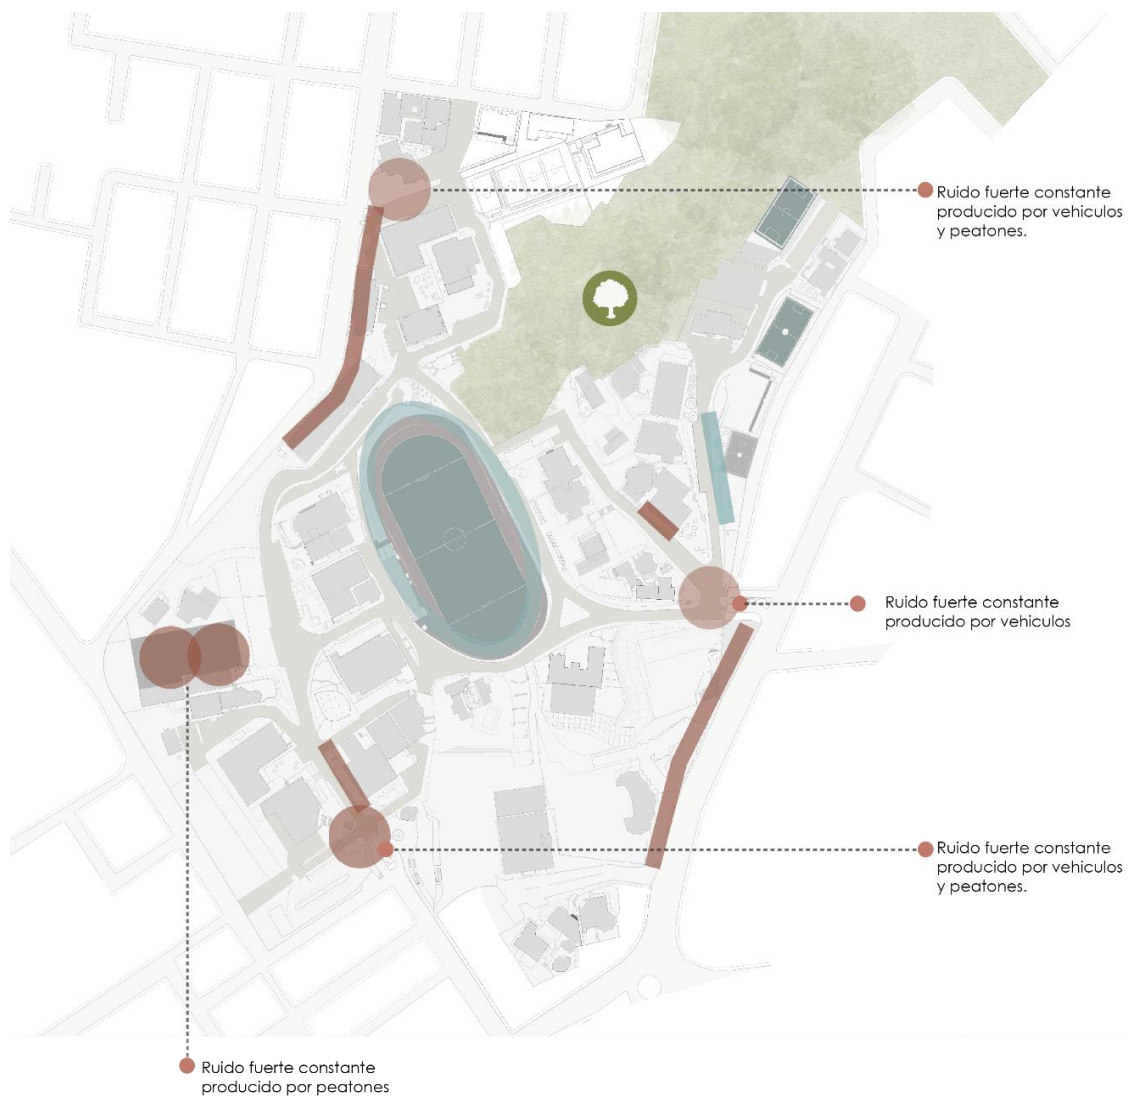 Ruido fuerte constante
producido por vehiculos
y peatones.
Ruido fuerte constante
producido por vehiculos
Ruido fuerte constante
producido por vehiculos
y peatones.
Ruido fuerte constante
producido por peatones